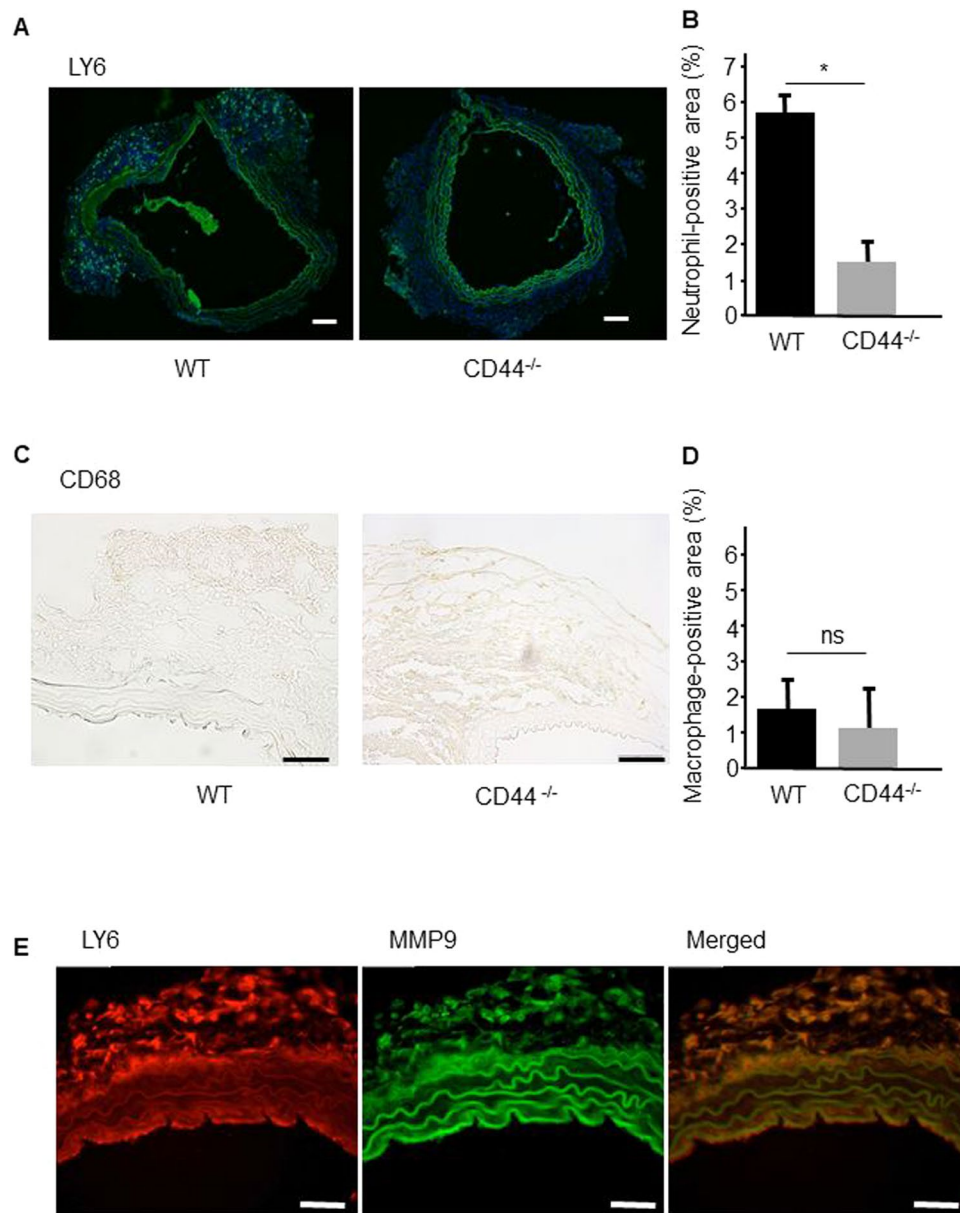 A
LY6
WT
CD44-/-
B
Neutrophil-positive area (%)
7
6
5
4
3
2
1
0
*
WT
CD44-/-
C
CD68
WT
CD44 -/-
D
Macrophage-positive area (%)
6
5
4
3
2
1
0
ns
WT
CD44-/-
E
LY6
MMP9
Merged